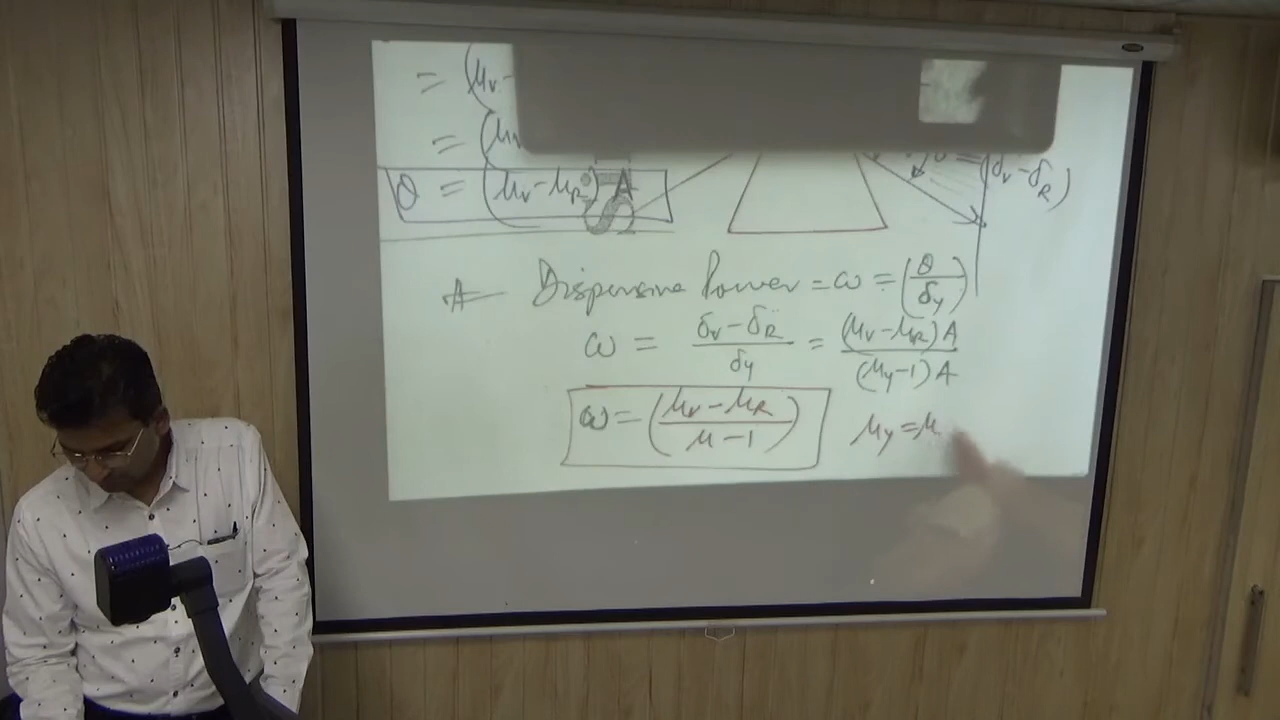 = (μv-
= (μ
θ = (μv-μR) A
δv-δR)
A Dispersive Power = ω = (θ/δy)
ω = δv-δR/δy = (μv-μR)A/(μy-1)A
ω = (μv-μR/μ-1) μy=μ